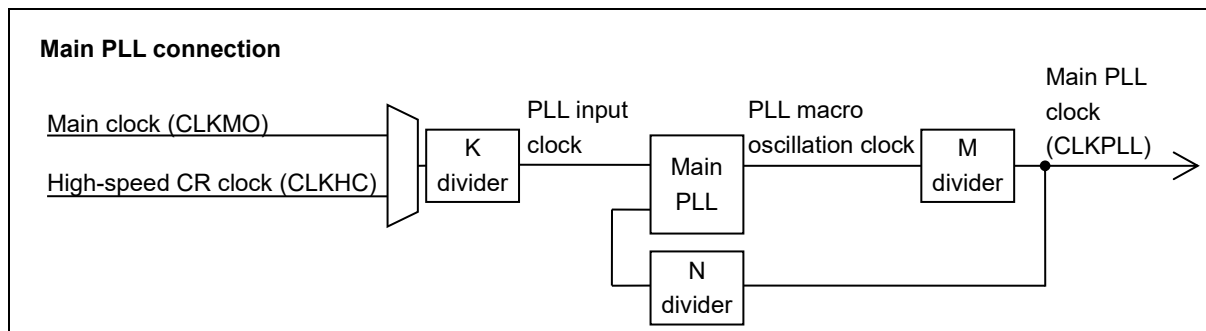 Main PLL connection
Main clock (CLKMO)
High-speed CR clock (CLKHC)
K
divider
PLL input
clock
Main
PLL
PLL macro
oscillation clock
M
divider
Main PLL
clock
(CLKPLL)
N
divider